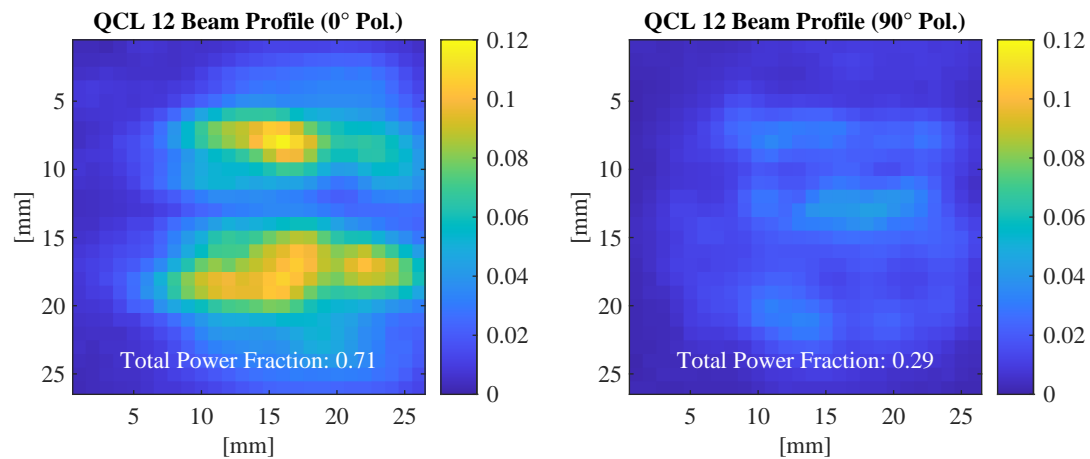 QCL 12 Beam Profile (0° Pol.)
5
10
15
20
25
[mm]
Total Power Fraction: 0.71
5 10 15 20 25
[mm]
0.12
0.1
0.08
0.06
0.04
0.02
0
QCL 12 Beam Profile (90° Pol.)
5
10
15
20
25
[mm]
Total Power Fraction: 0.29
5 10 15 20 25
[mm]
0.12
0.1
0.08
0.06
0.04
0.02
0